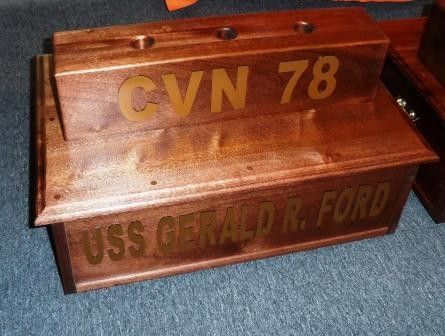 CVN 78
USS GERALD R. FORD